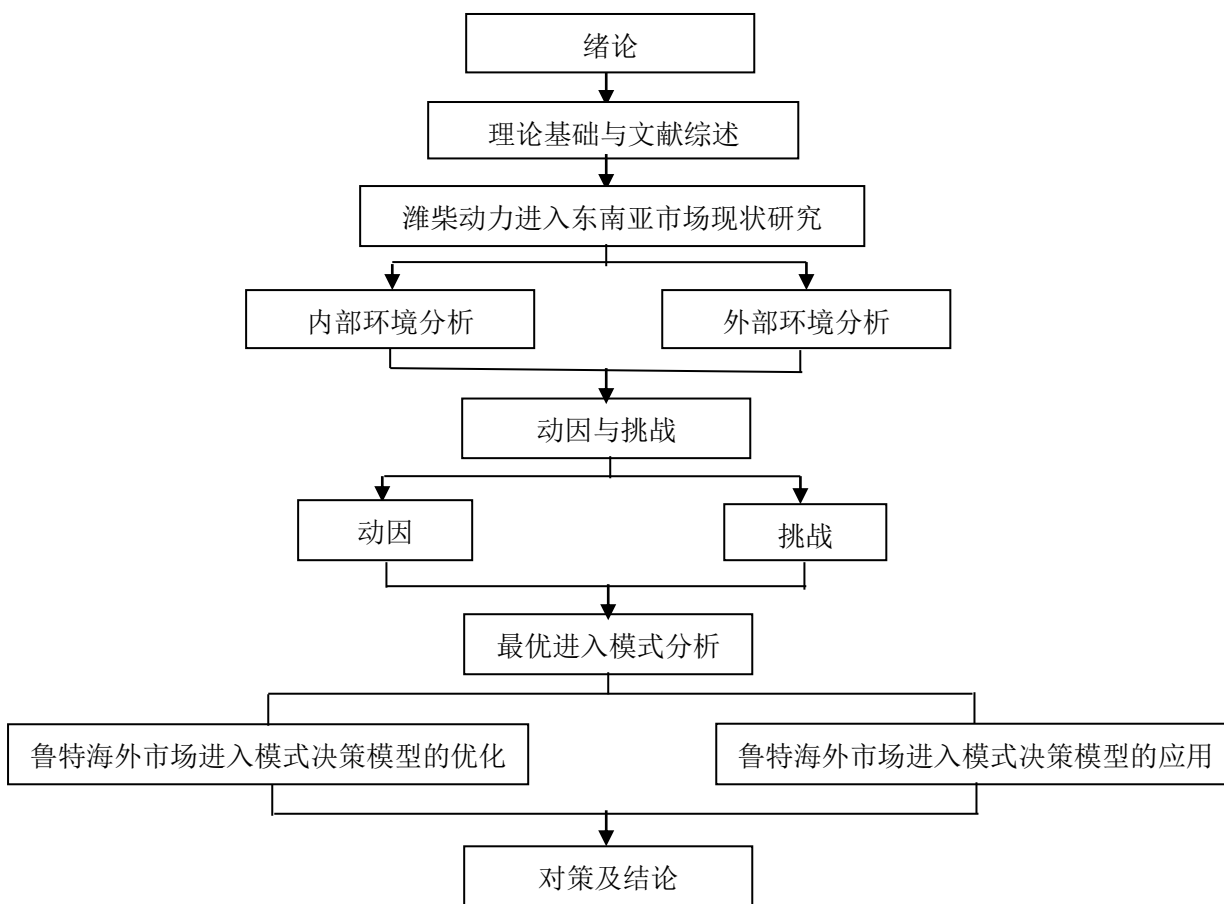 绪论
理论基础与文献综述
潍柴动力进入东南亚市场现状研究
内部环境分析
外部环境分析
动因与挑战
动因
挑战
最优进入模式分析
鲁特海外市场进入模式决策模型的优化
鲁特海外市场进入模式决策模型的应用
对策及结论